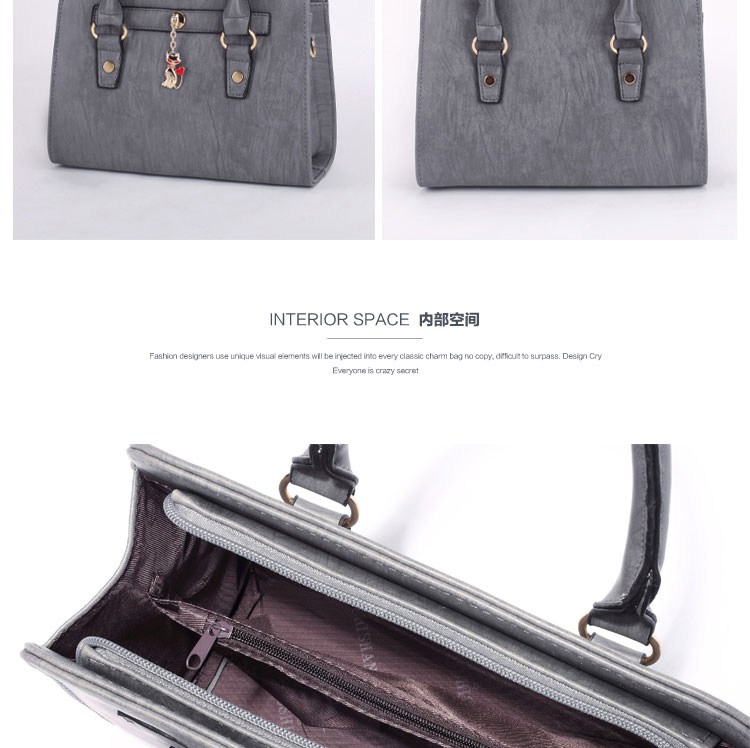 INTERIOR SPACE 内部空间
Fashion designers use unique visual elements will be injected into every classic charm bag no copy, difficult to surpass. Design Cry
Everyone is crazy secret